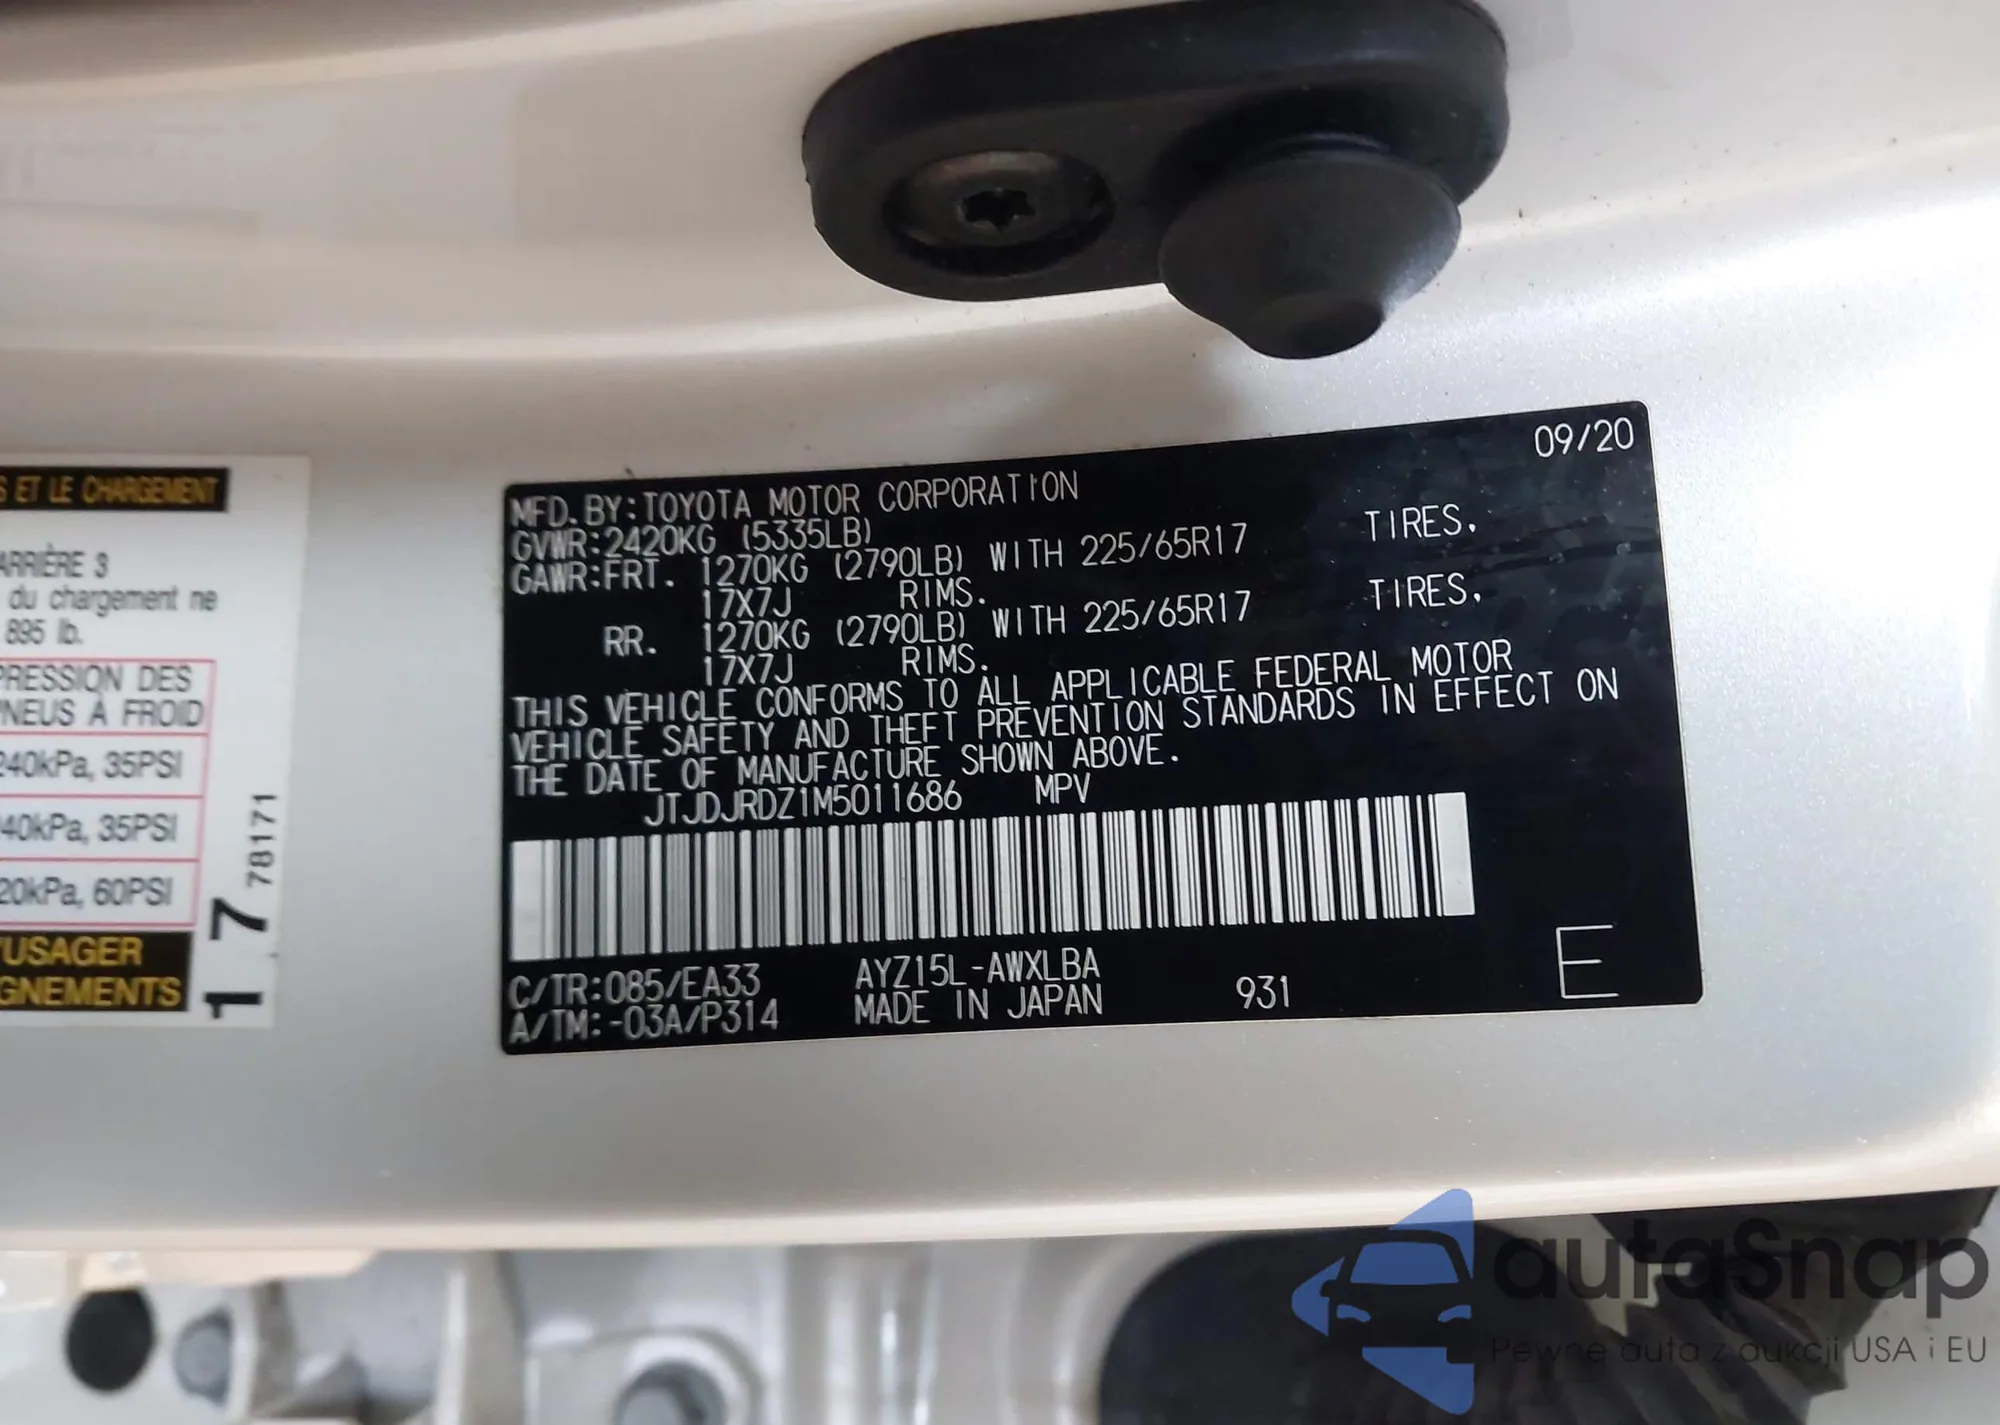 S ET LE CHARGEMENT
ARRIÈRE 3
du chargement ne
895 lb.
PRESSION DES
PNEUS À FROID
240kPa, 35PSI
40kPa, 35PSI
20kPa, 60PSI
'USAGER
GNEMENTS
17
78171
09/20
MFD. BY: TOYOTA MOTOR CORPORATION
GVWR: 2420KG (5335LB)
GAWR: FRT. 1270KG (2790LB) WITH 225/65R17 TIRES,
17X7J RIMS.
RR. 1270KG (2790LB) WITH 225/65R17 TIRES,
17X7J RIMS.
THIS VEHICLE CONFORMS TO ALL APPLICABLE FEDERAL MOTOR
VEHICLE SAFETY AND THEFT PREVENTION STANDARDS IN EFFECT ON
THE DATE OF MANUFACTURE SHOWN ABOVE.
JTJDJRDZ1M5011686 MPV
C/TR: 085/EA33 AYZ15L-AWXLBA
A/TM: -03A/P314 MADE IN JAPAN 931 E
autaSnap
Pewne auta z aukcji USA i EU